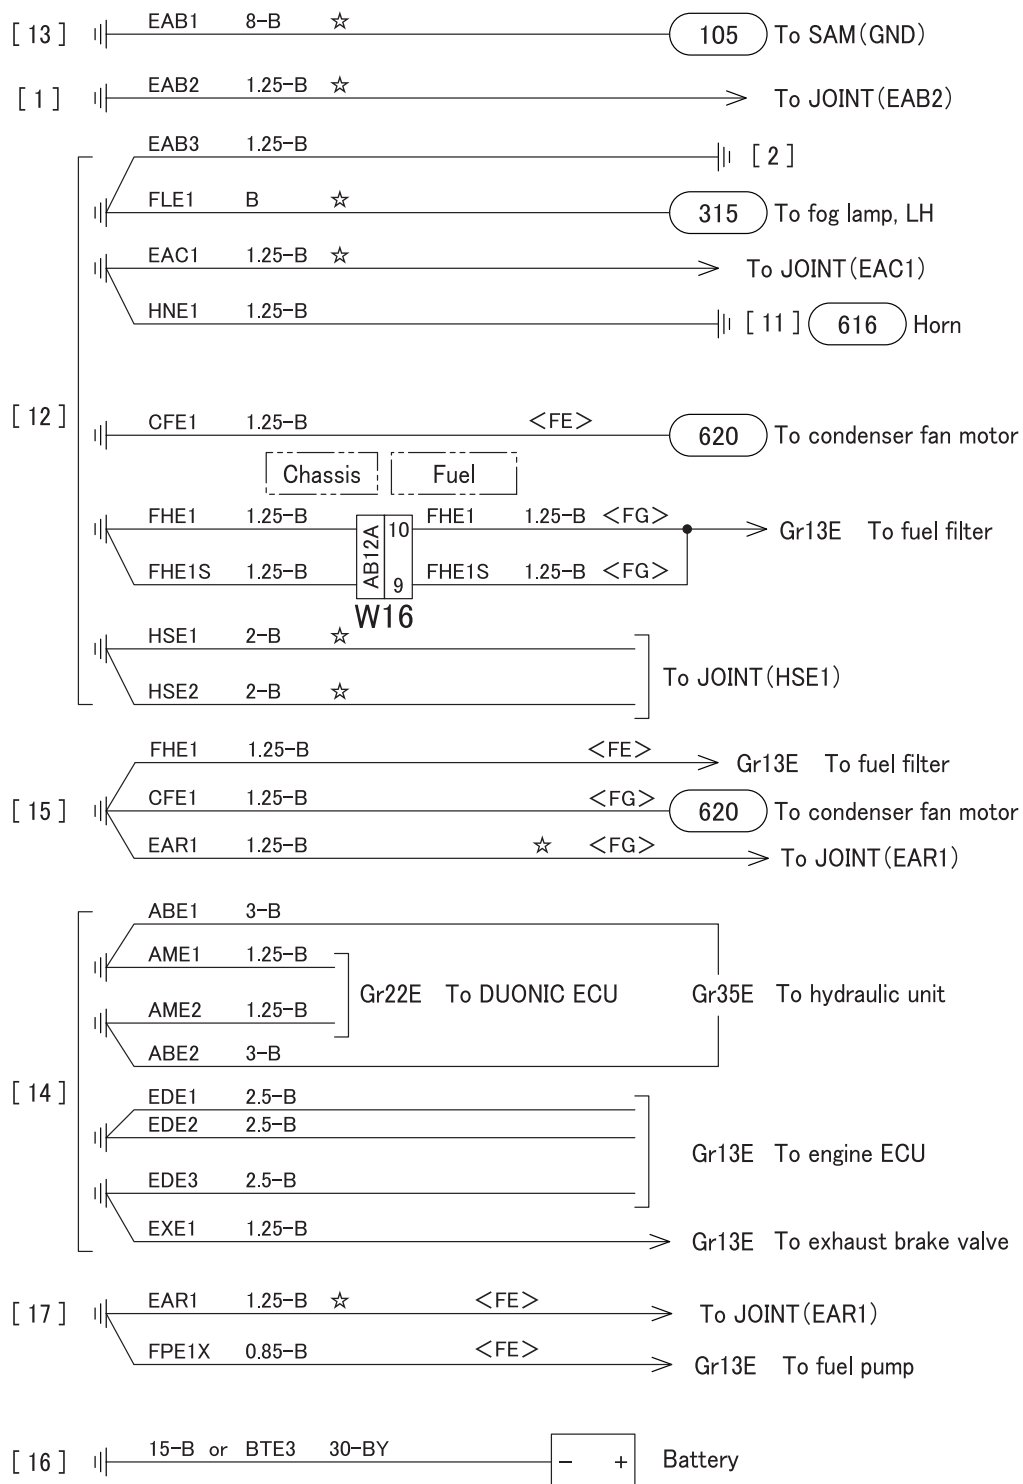 [ 13 ] EAB1 8-B ☆ 105 To SAM(GND)
[ 1 ] EAB2 1.25-B ☆ To JOINT(EAB2)
EAB3 1.25-B [ 2 ]
FLE1 B ☆ 315 To fog lamp, LH
EAC1 1.25-B ☆ To JOINT(EAC1)
HNE1 1.25-B [ 11 ] 616 Horn
[ 12 ] CFE1 1.25-B <FE> 620 To condenser fan motor
Chassis Fuel
FHE1 1.25-B AB12A 10 FHE1 1.25-B <FG> Gr13E To fuel filter
FHE1S 1.25-B 9 FHE1S 1.25-B <FG>
W16
HSE1 2-B ☆
To JOINT(HSE1)
HSE2 2-B ☆
FHE1 1.25-B <FE> Gr13E To fuel filter
[ 15 ] CFE1 1.25-B <FG> 620 To condenser fan motor
EAR1 1.25-B ☆ <FG> To JOINT(EAR1)
ABE1 3-B
AME1 1.25-B
Gr22E To DUONIC ECU Gr35E To hydraulic unit
AME2 1.25-B
ABE2 3-B
[ 14 ]
EDE1 2.5-B
EDE2 2.5-B
Gr13E To engine ECU
EDE3 2.5-B
EXE1 1.25-B Gr13E To exhaust brake valve
[ 17 ] EAR1 1.25-B ☆ <FE> To JOINT(EAR1)
FPE1X 0.85-B <FE> Gr13E To fuel pump
[ 16 ] 15-B or BTE3 30-BY - + Battery